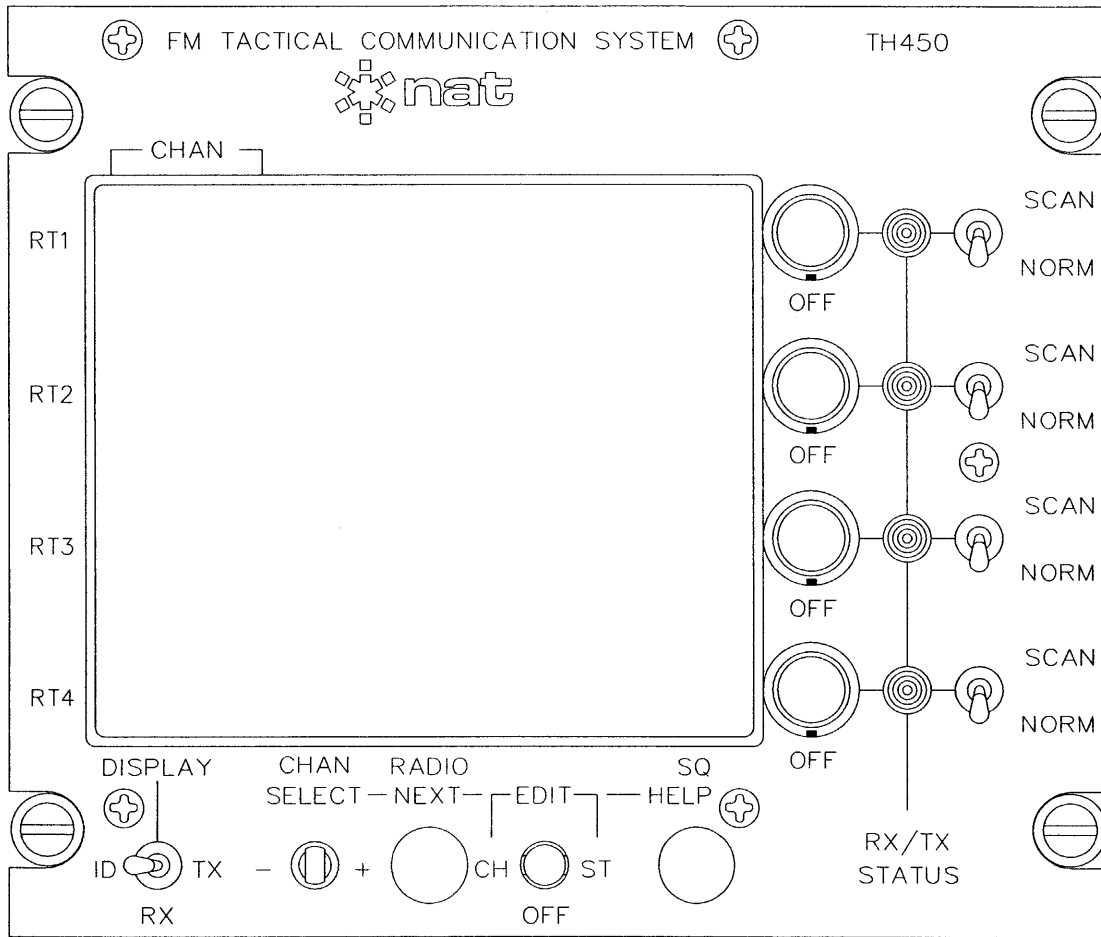 FM TACTICAL COMMUNICATION SYSTEM
TH450
nat
CHAN
RT1
SCAN
NORM
OFF
RT2
SCAN
NORM
OFF
RT3
SCAN
NORM
OFF
RT4
SCAN
NORM
OFF
DISPLAY
CHAN
SELECT
RADIO
NEXT
EDIT
SQ
HELP
ID
TX
RX
-
+
CH
ST
OFF
RX/TX
STATUS